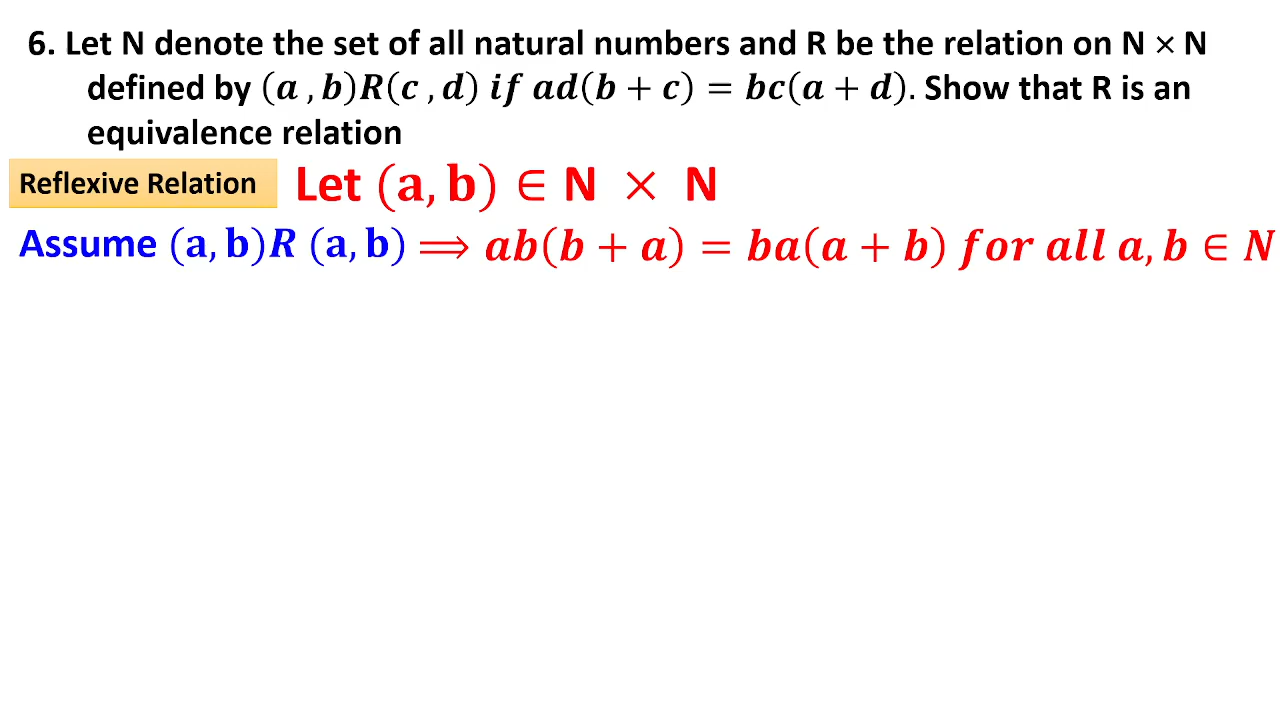 6. Let N denote the set of all natural numbers and R be the relation on N × N
defined by (a , b)R(c , d) if ad(b + c) = bc(a + d). Show that R is an
equivalence relation
Reflexive Relation Let (a, b) ∈ N × N
Assume (a, b)R (a, b) ⟹ ab(b + a) = ba(a + b) for all a, b ∈ N